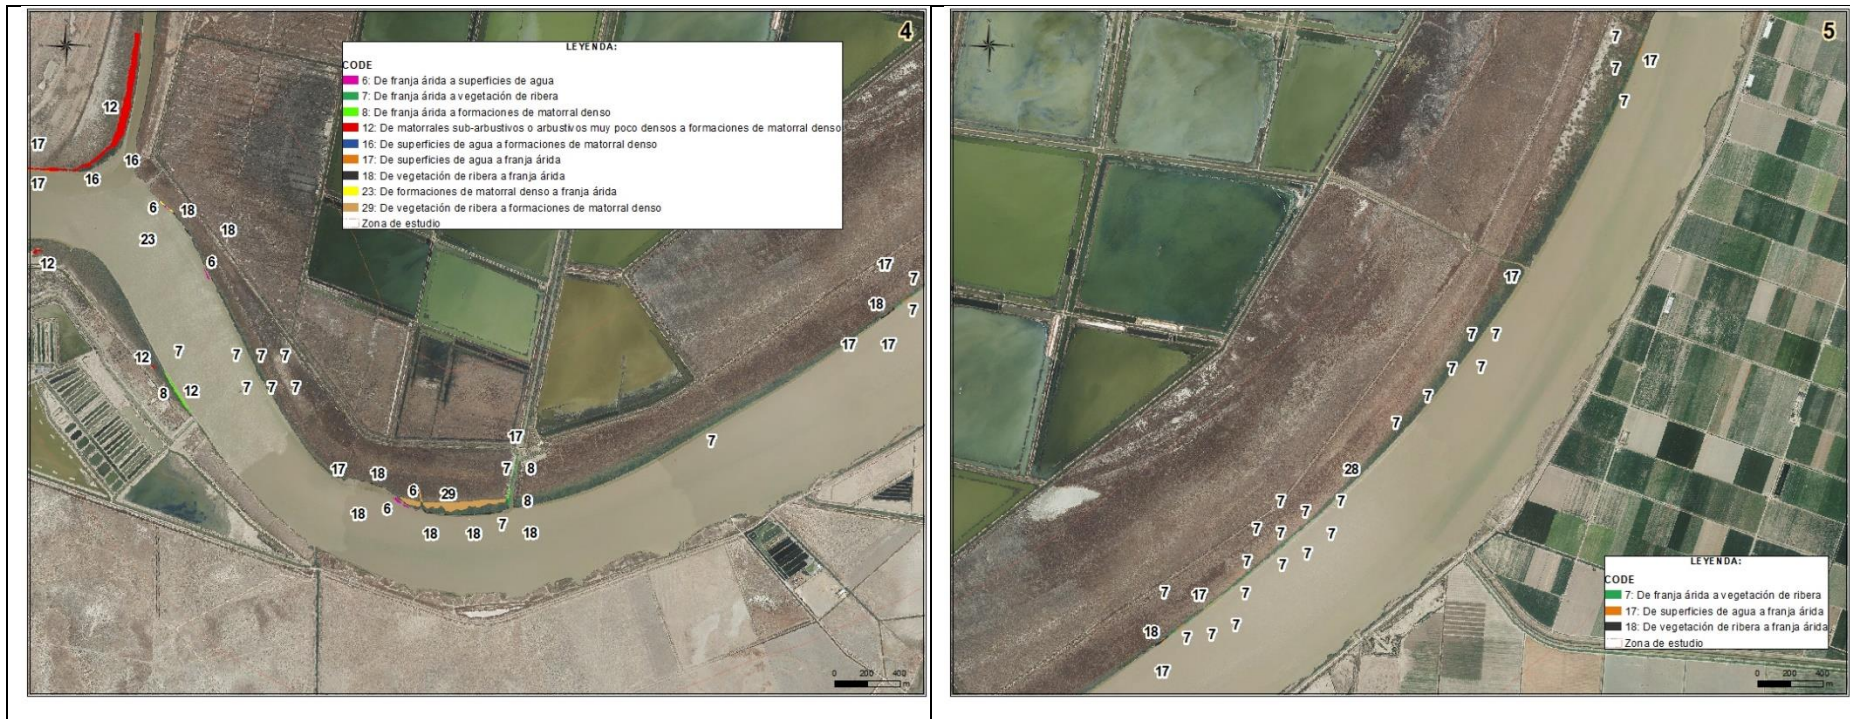 4
LEYENDA:
CODE
6: De franja árida a superficies de agua
7: De franja árida a vegetación de ribera
8: De franja árida a formaciones de matorral denso
12: De matorrales sub-arbustivos o arbustivos muy poco densos a formaciones de matorral denso
16: De superficies de agua a formaciones de matorral denso
17: De superficies de agua a franja árida
18: De vegetación de ribera a franja árida
23: De formaciones de matorral denso a franja árida
29: De vegetación de ribera a formaciones de matorral denso
Zona de estudio
12
17
16
17 16
6 18
18
23
6
12
17
7
18 7
17 17
12 7 7 7 7
8 12 7 7 7
7
17
17 18 7 8
6 29
18 6 8
7
18 18 18
0 200 400
m
5
7
17
7
7
17
7 7
7 7
7
7
28
7 7
7
7 7 7
7 7 7
7 17 7
18 7 7 7
17
LEYENDA:
CODE
7: De franja árida a vegetación de ribera
17: De superficies de agua a franja árida
18: De vegetación de ribera a franja árida
Zona de estudio
0 200 400
m